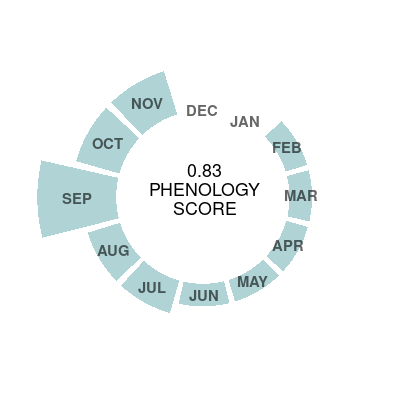 NOV
DEC
JAN
OCT
FEB
0.83
PHENOLOGY
SCORE
SEP
MAR
AUG
APR
JUL
JUN
MAY